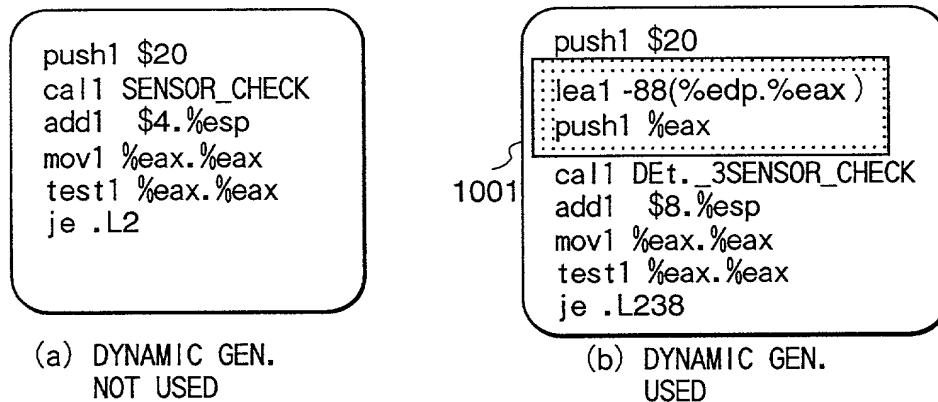 push1 $20
call SENSOR_CHECK
add1 $4.%esp
mov1 %eax.%eax
test1 %eax.%eax
je .L2
(a) DYNAMIC GEN.
NOT USED
push1 $20
lea1 -88(%edp.%eax )
push1 %eax
1001
call DEt._3SENSOR_CHECK
add1 $8.%esp
mov1 %eax.%eax
test1 %eax.%eax
je .L238
(b) DYNAMIC GEN.
USED